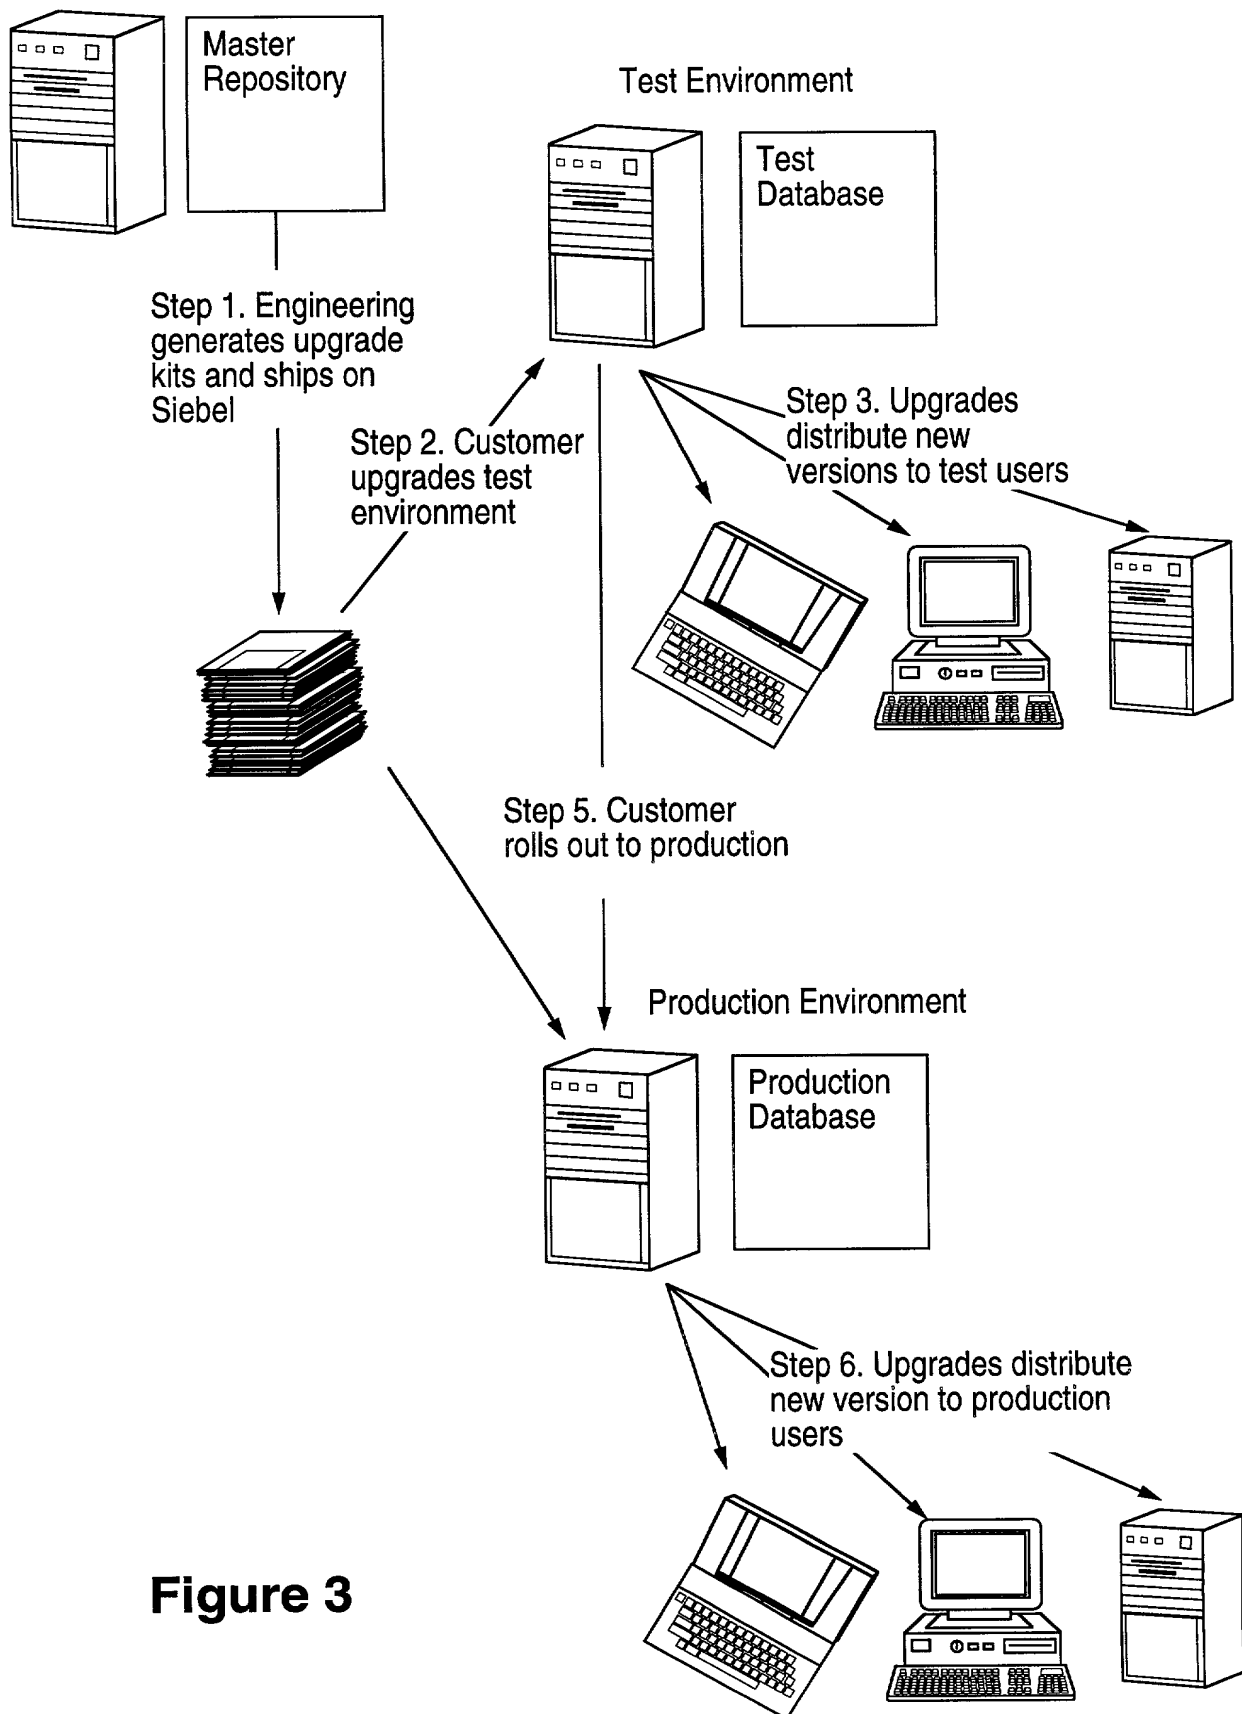 Master
Repository
Test Environment
Test
Database
Step 1. Engineering
generates upgrade
kits and ships on
Siebel
Step 2. Customer
upgrades test
environment
Step 3. Upgrades
distribute new
versions to test users
Step 5. Customer
rolls out to production
Production Environment
Production
Database
Step 6. Upgrades distribute
new version to production
users
Figure 3